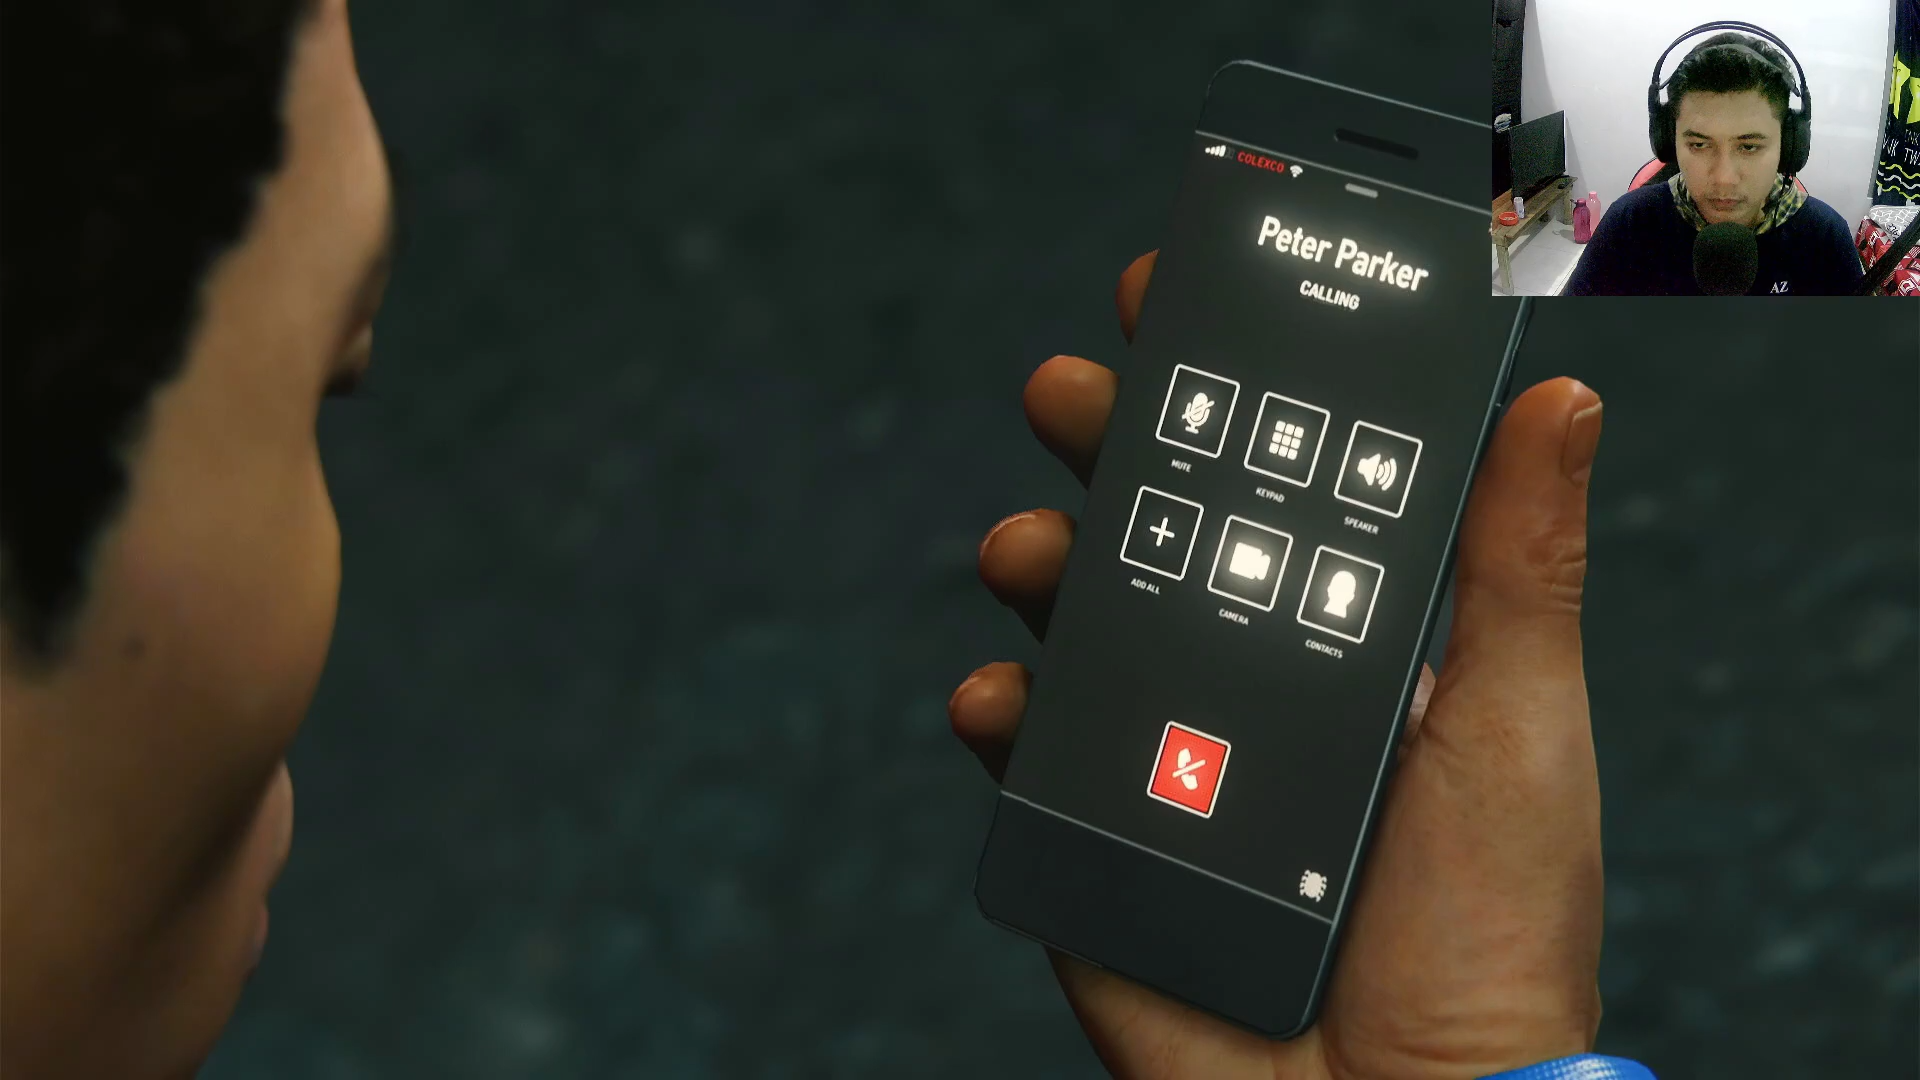 COLEXCO
Peter Parker
CALLING
MUTE
KEYPAD
SPEAKER
ADD ALL
CAMERA
CONTACTS
AZ